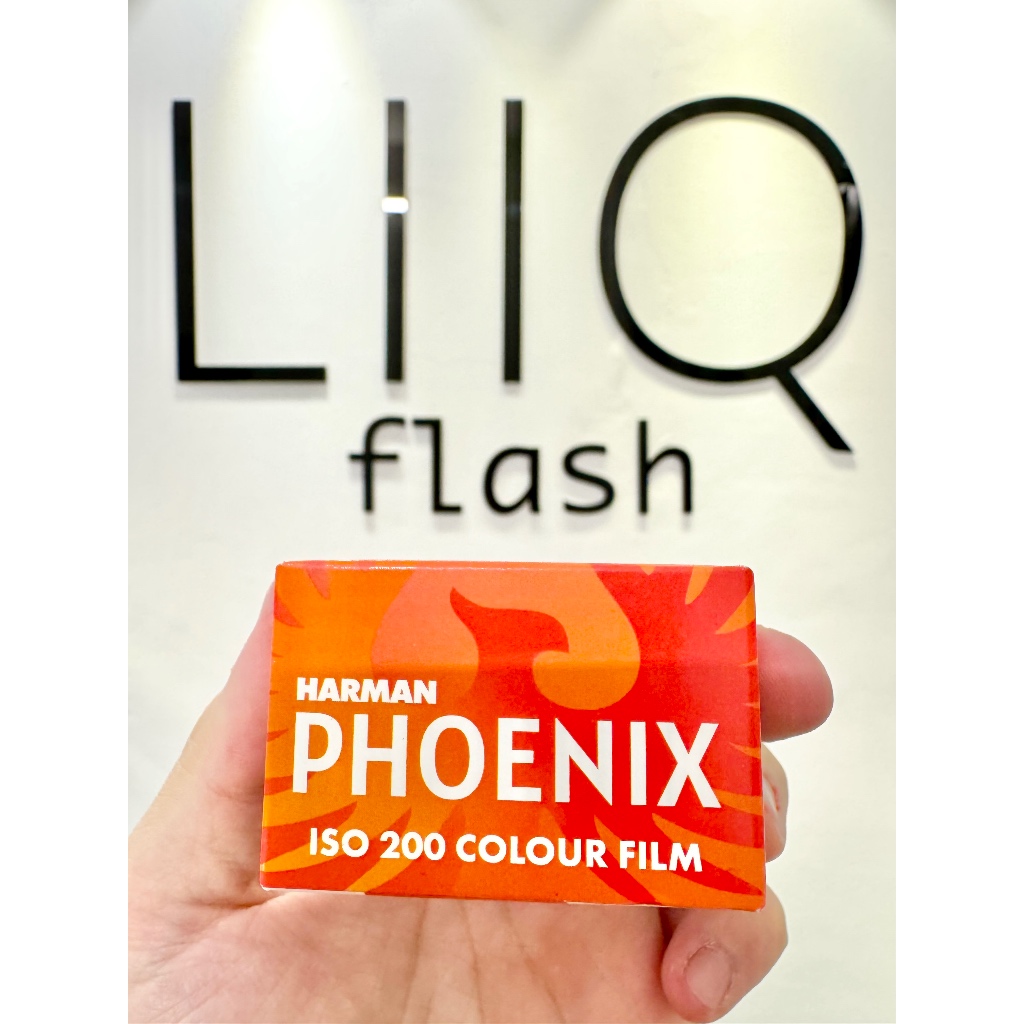 LIIQ
flash
HARMAN
PHOENIX
ISO 200 COLOUR FILM